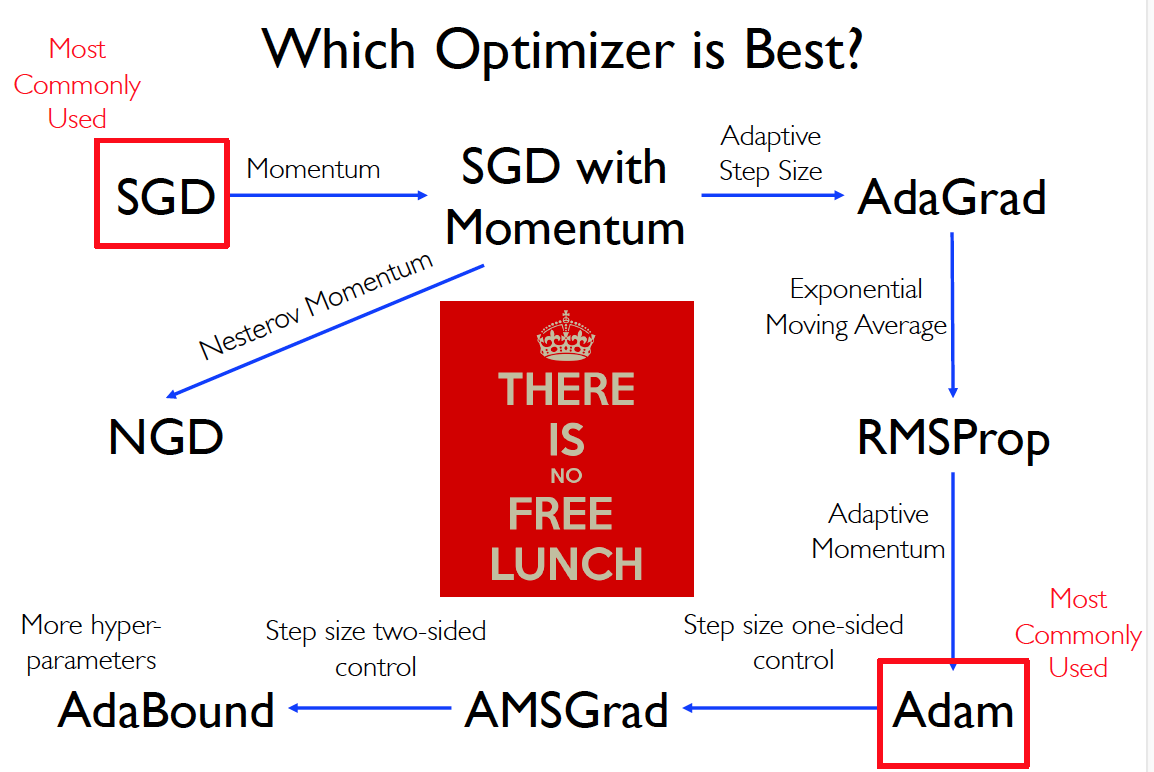 Which Optimizer is Best?
Most
Commonly
Used
SGD
Momentum
SGD with
Momentum
Adaptive
Step Size
AdaGrad
Nesterov Momentum
NGD
Exponential
Moving Average
RMSProp
THERE
IS
NO
FREE
LUNCH
Adaptive
Momentum
Most
Commonly
Used
Adam
Step size one-sided
control
AMSGrad
Step size two-sided
control
More hyper-
parameters
AdaBound